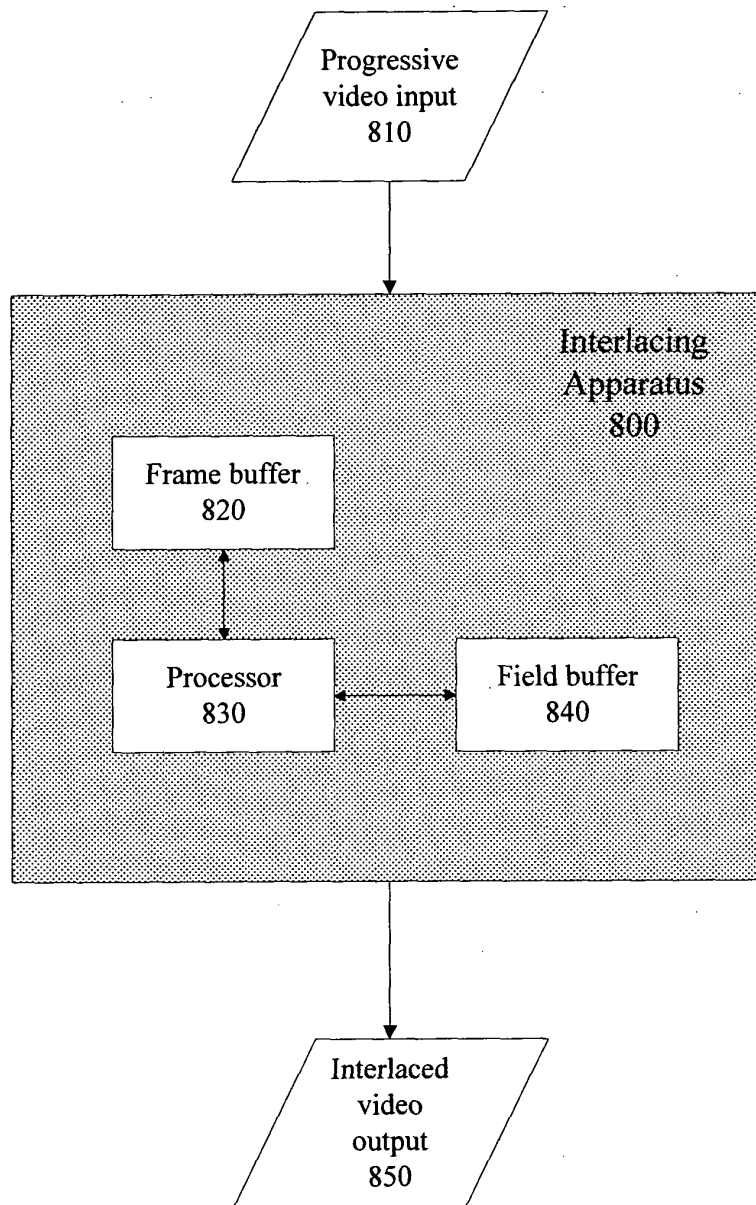 Progressive
video input
810
Interlacing
Apparatus
800
Frame buffer
820
Processor
830
Field buffer
840
Interlaced
video
output
850